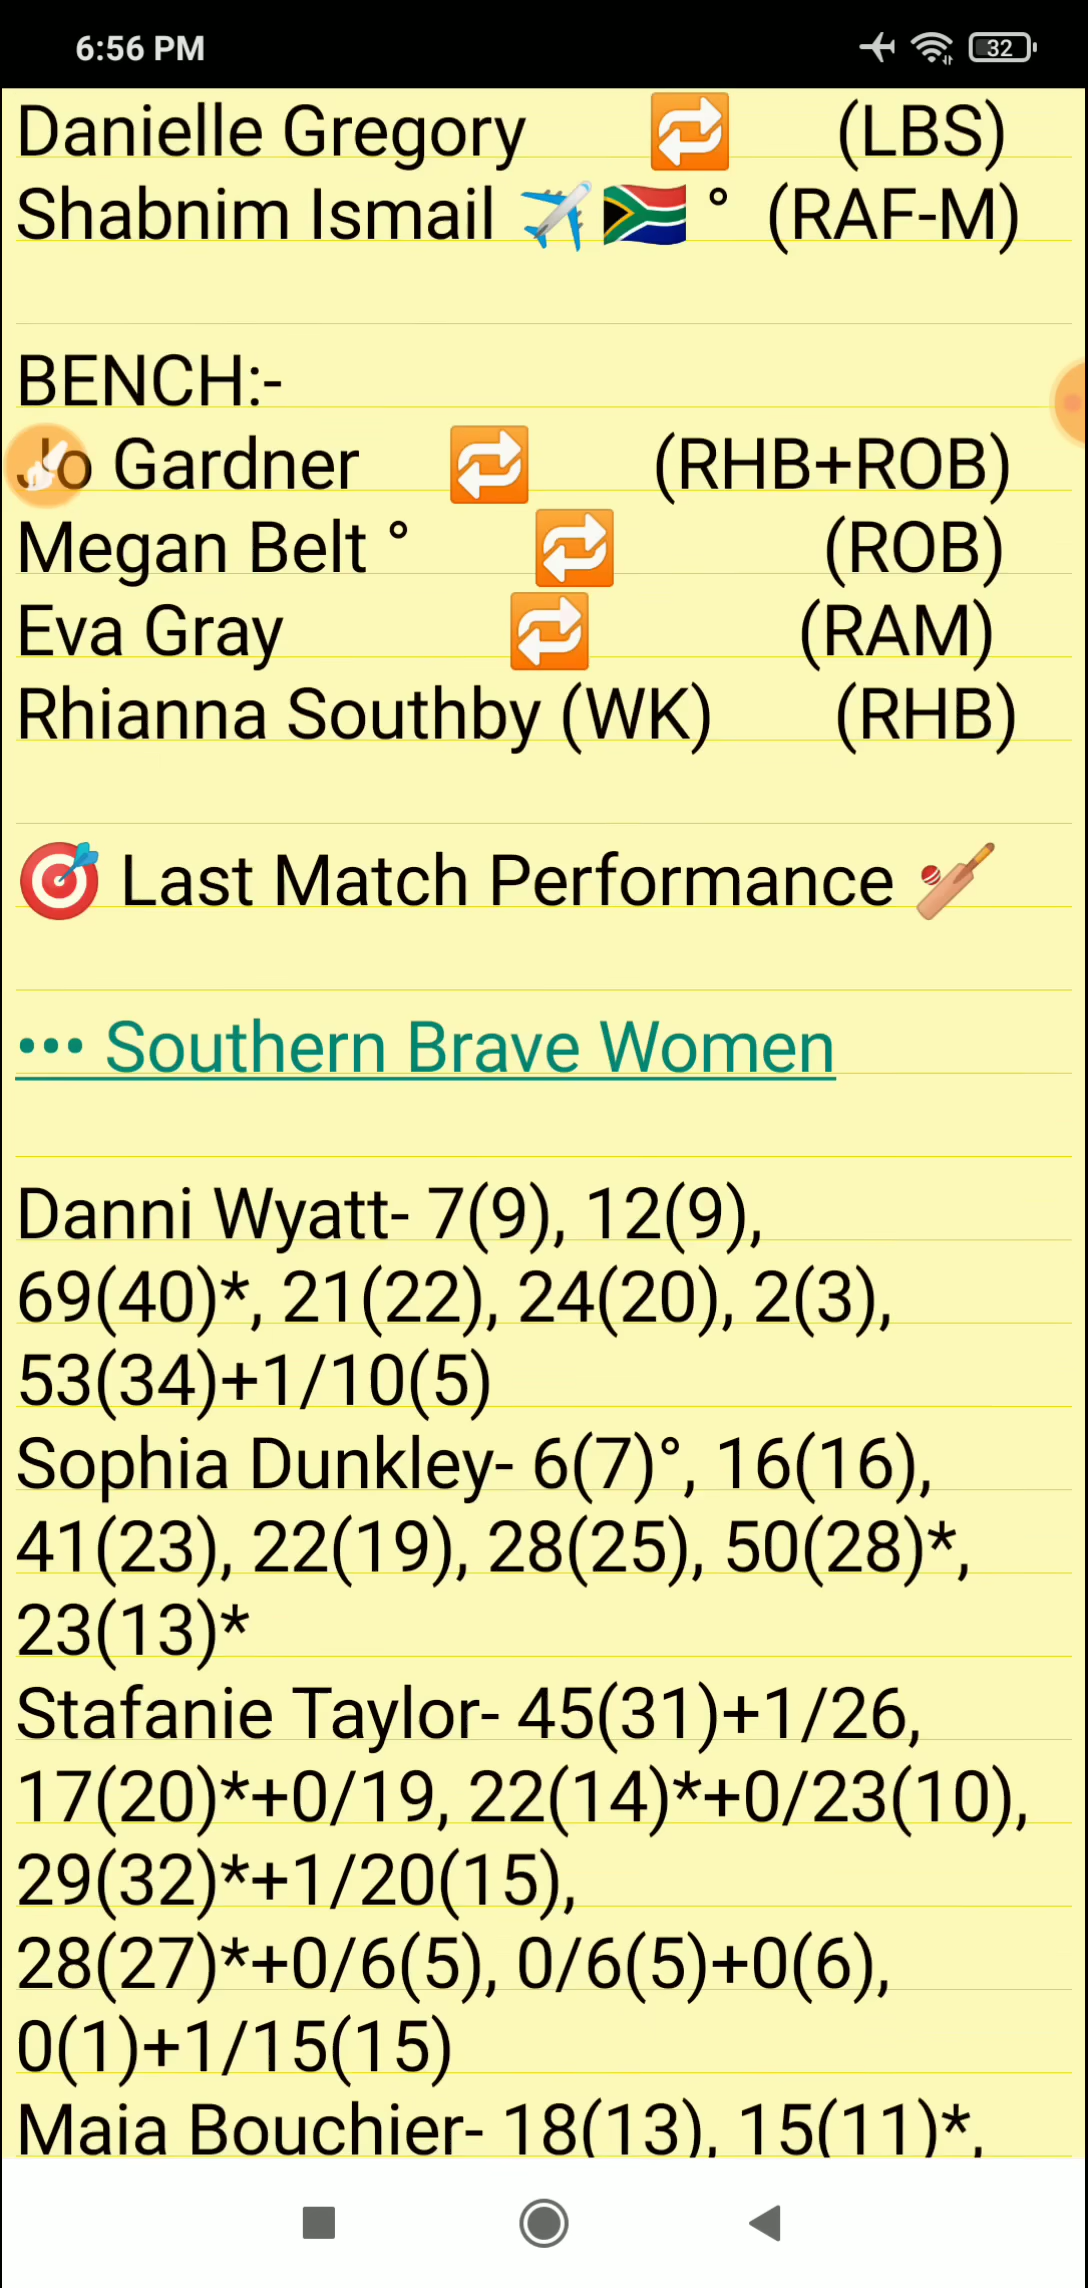 6:56 PM 32
Danielle Gregory 🔁 (LBS)
Shabnim Ismail ✈️🇿🇦 ° (RAF-M)
BENCH:-
Jo Gardner 🔁 (RHB+ROB)
Megan Belt ° 🔁 (ROB)
Eva Gray 🔁 (RAM)
Rhianna Southby (WK) (RHB)
🎯 Last Match Performance 🏏
••• Southern Brave Women
Danni Wyatt- 7(9), 12(9),
69(40)*, 21(22), 24(20), 2(3),
53(34)+1/10(5)
Sophia Dunkley- 6(7)°, 16(16),
41(23), 22(19), 28(25), 50(28)*,
23(13)*
Stafanie Taylor- 45(31)+1/26,
17(20)*+0/19, 22(14)*+0/23(10),
29(32)*+1/20(15),
28(27)*+0/6(5), 0/6(5)+0(6),
0(1)+1/15(15)
Maia Bouchier- 18(13), 15(11)*,